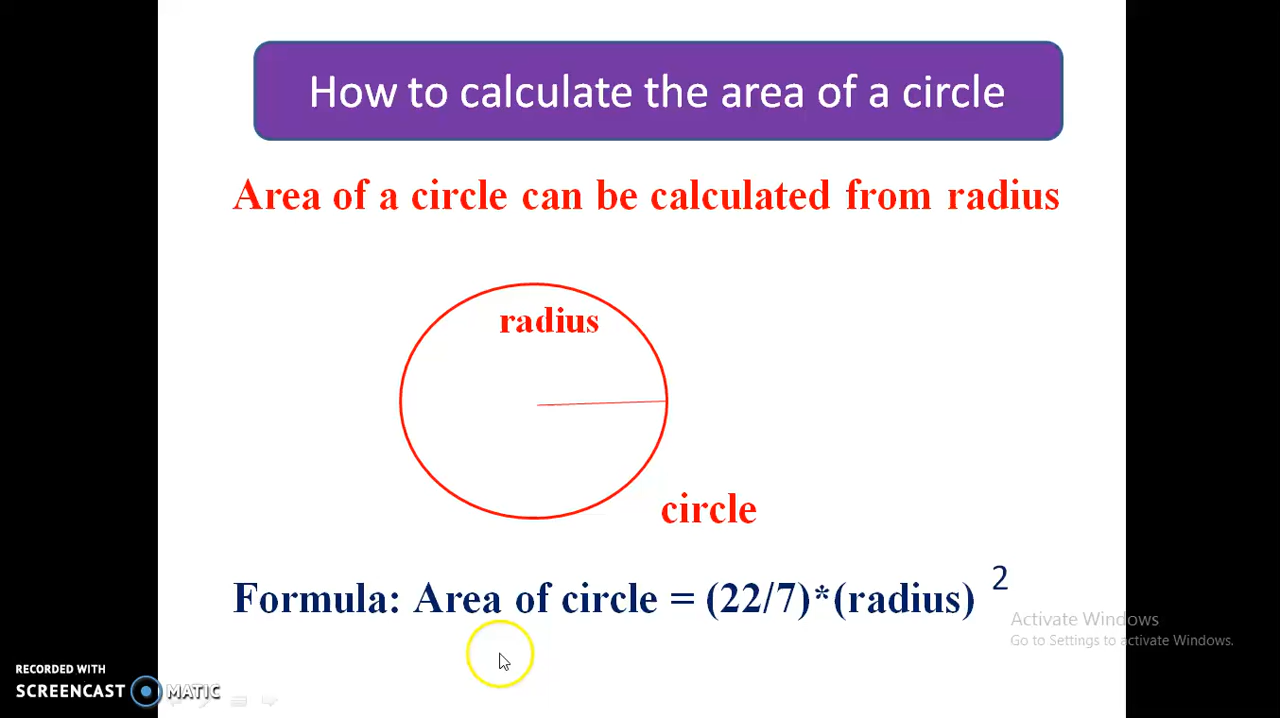 How to calculate the area of a circle
Area of a circle can be calculated from radius
radius
circle
Formula: Area of circle = (22/7)*(radius) 2
Activate Windows
Go to Settings to activate Windows.
RECORDED WITH
SCREENCAST MATIC